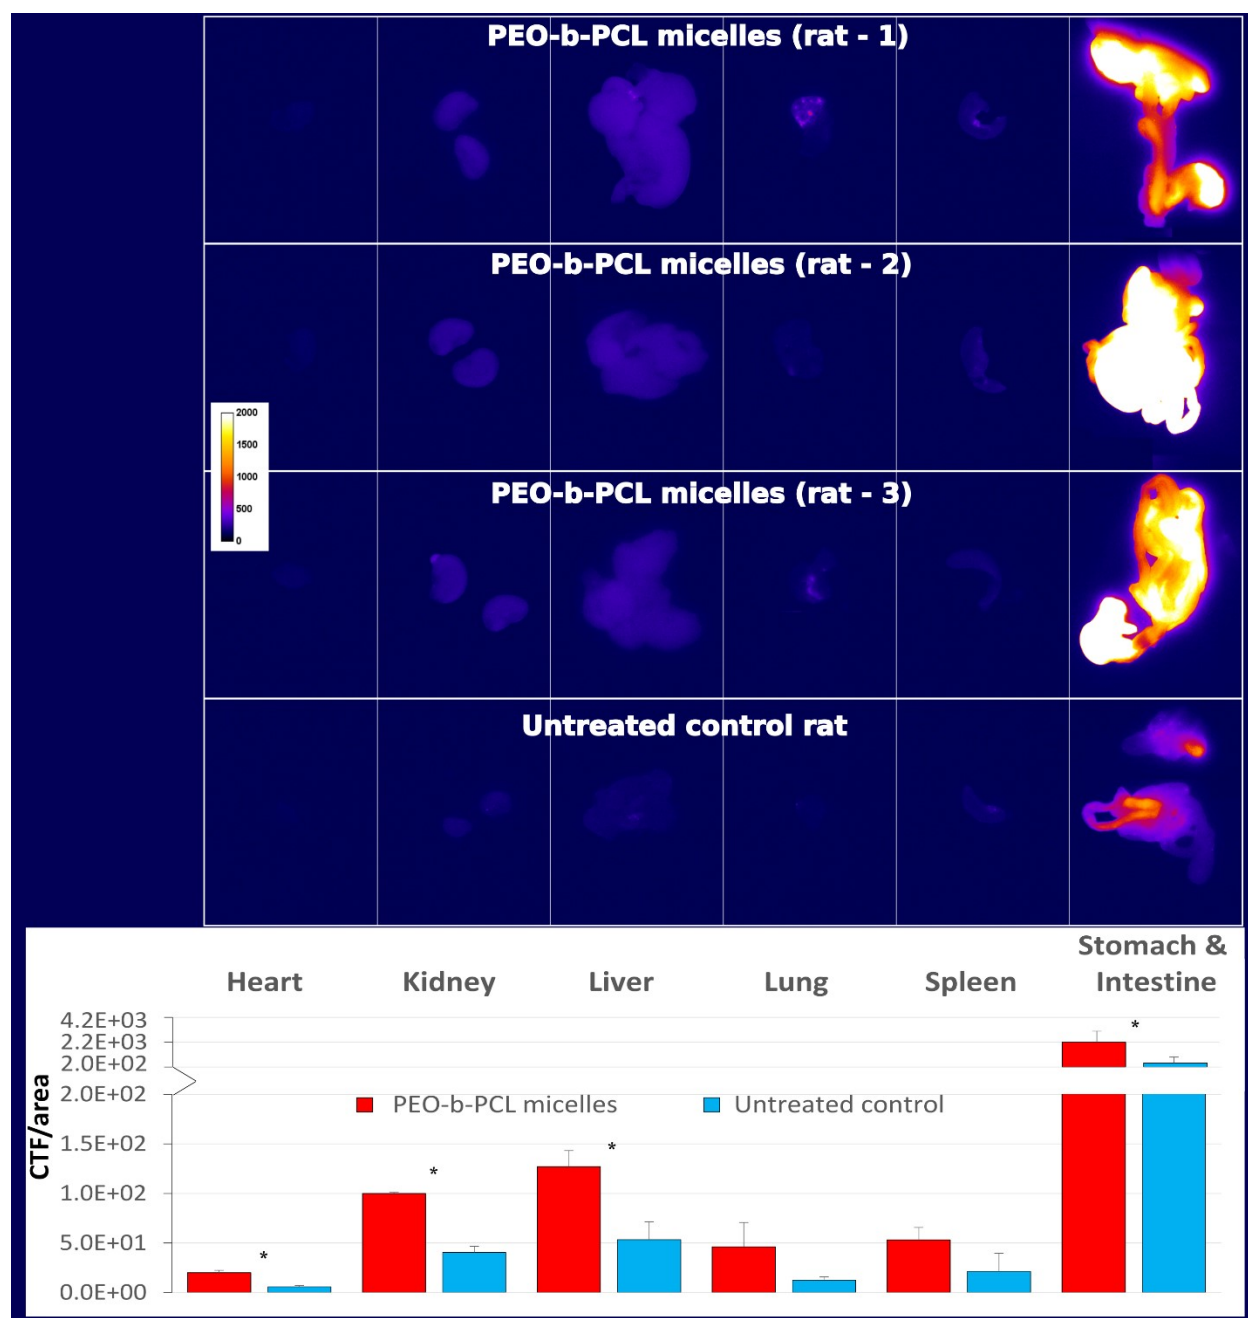 PEO-b-PCL micelles (rat - 1)
PEO-b-PCL micelles (rat - 2)
2000
1500
1000
500
0
PEO-b-PCL micelles (rat - 3)
Untreated control rat
Heart Kidney Liver Lung Spleen Stomach & Intestine
4.2E+03
2.2E+03
2.0E+02
2.0E+02
1.5E+02
1.0E+02
5.0E+01
0.0E+00
CTF/area
PEO-b-PCL micelles Untreated control
*
*
*
*